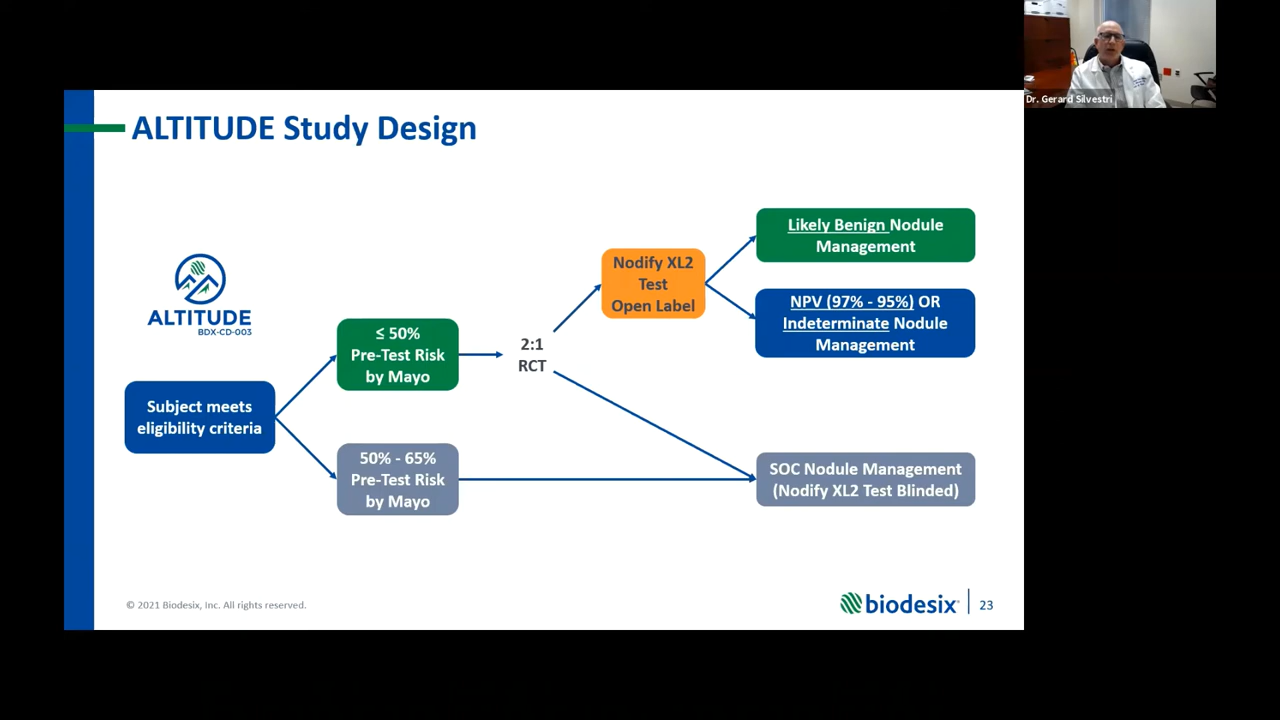 Dr. Gerard Silvestri
ALTITUDE Study Design
ALTITUDE
BDX-CD-003
Subject meets
eligibility criteria
≤ 50%
Pre-Test Risk
by Mayo
50% - 65%
Pre-Test Risk
by Mayo
2:1
RCT
Nodify XL2
Test
Open Label
Likely Benign Nodule
Management
NPV (97% - 95%) OR
Indeterminate Nodule
Management
SOC Nodule Management
(Nodify XL2 Test Blinded)
© 2021 Biodesix, Inc. All rights reserved.
biodesix
23